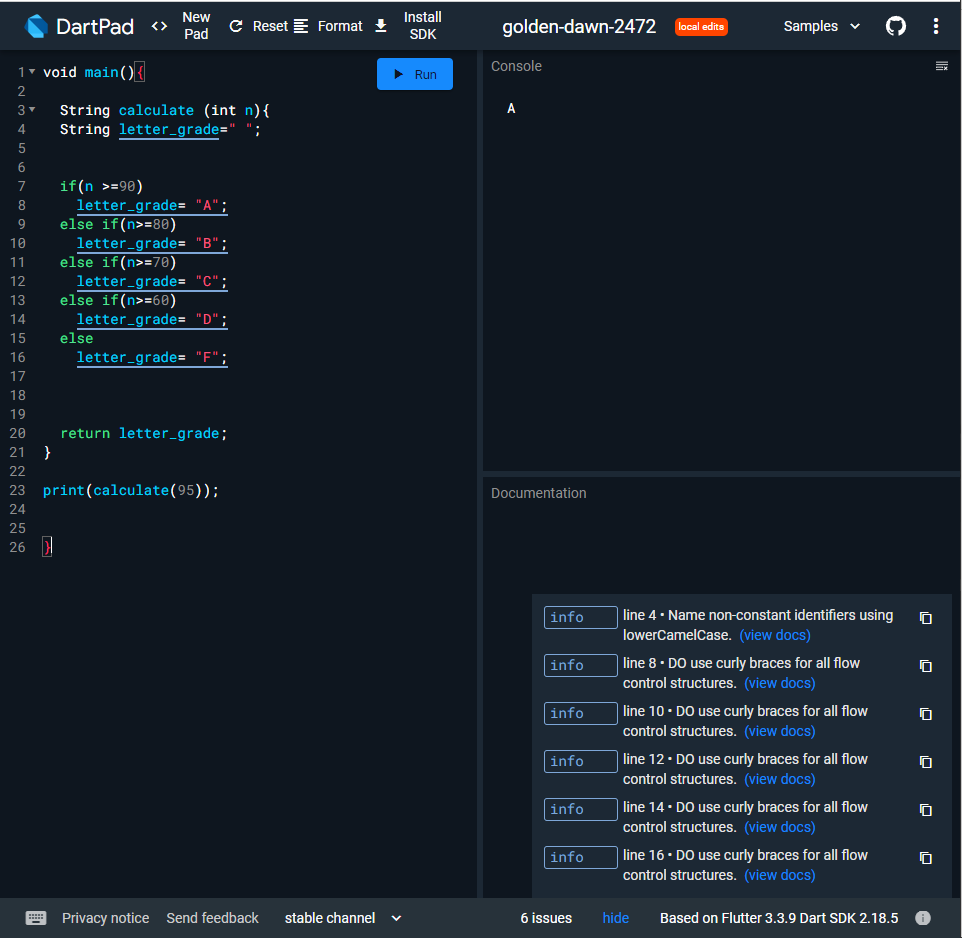 DartPad <> New Pad Reset Format Install SDK golden-dawn-2472 local edits Samples
Run
1 void main(){
2
3 String calculate (int n){
4 String letter_grade=" ";
5
6
7 if(n >=90)
8 letter_grade= "A";
9 else if(n>=80)
10 letter_grade= "B";
11 else if(n>=70)
12 letter_grade= "C";
13 else if(n>=60)
14 letter_grade= "D";
15 else
16 letter_grade= "F";
17
18
19
20 return letter_grade;
21 }
22
23 print(calculate(95));
24
25
26 }
Console
A
Documentation
info line 4 • Name non-constant identifiers using
lowerCamelCase. (view docs)
info line 8 • DO use curly braces for all flow
control structures. (view docs)
info line 10 • DO use curly braces for all flow
control structures. (view docs)
info line 12 • DO use curly braces for all flow
control structures. (view docs)
info line 14 • DO use curly braces for all flow
control structures. (view docs)
info line 16 • DO use curly braces for all flow
control structures. (view docs)
Privacy notice Send feedback stable channel 6 issues hide Based on Flutter 3.3.9 Dart SDK 2.18.5